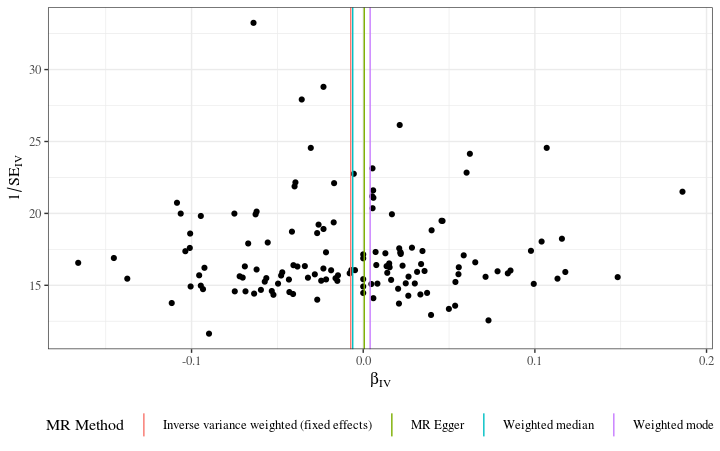 1/SE_IV
30
25
20
15
-0.1
0.0
0.1
0.2
β_IV
MR Method
Inverse variance weighted (fixed effects)
MR Egger
Weighted median
Weighted mode